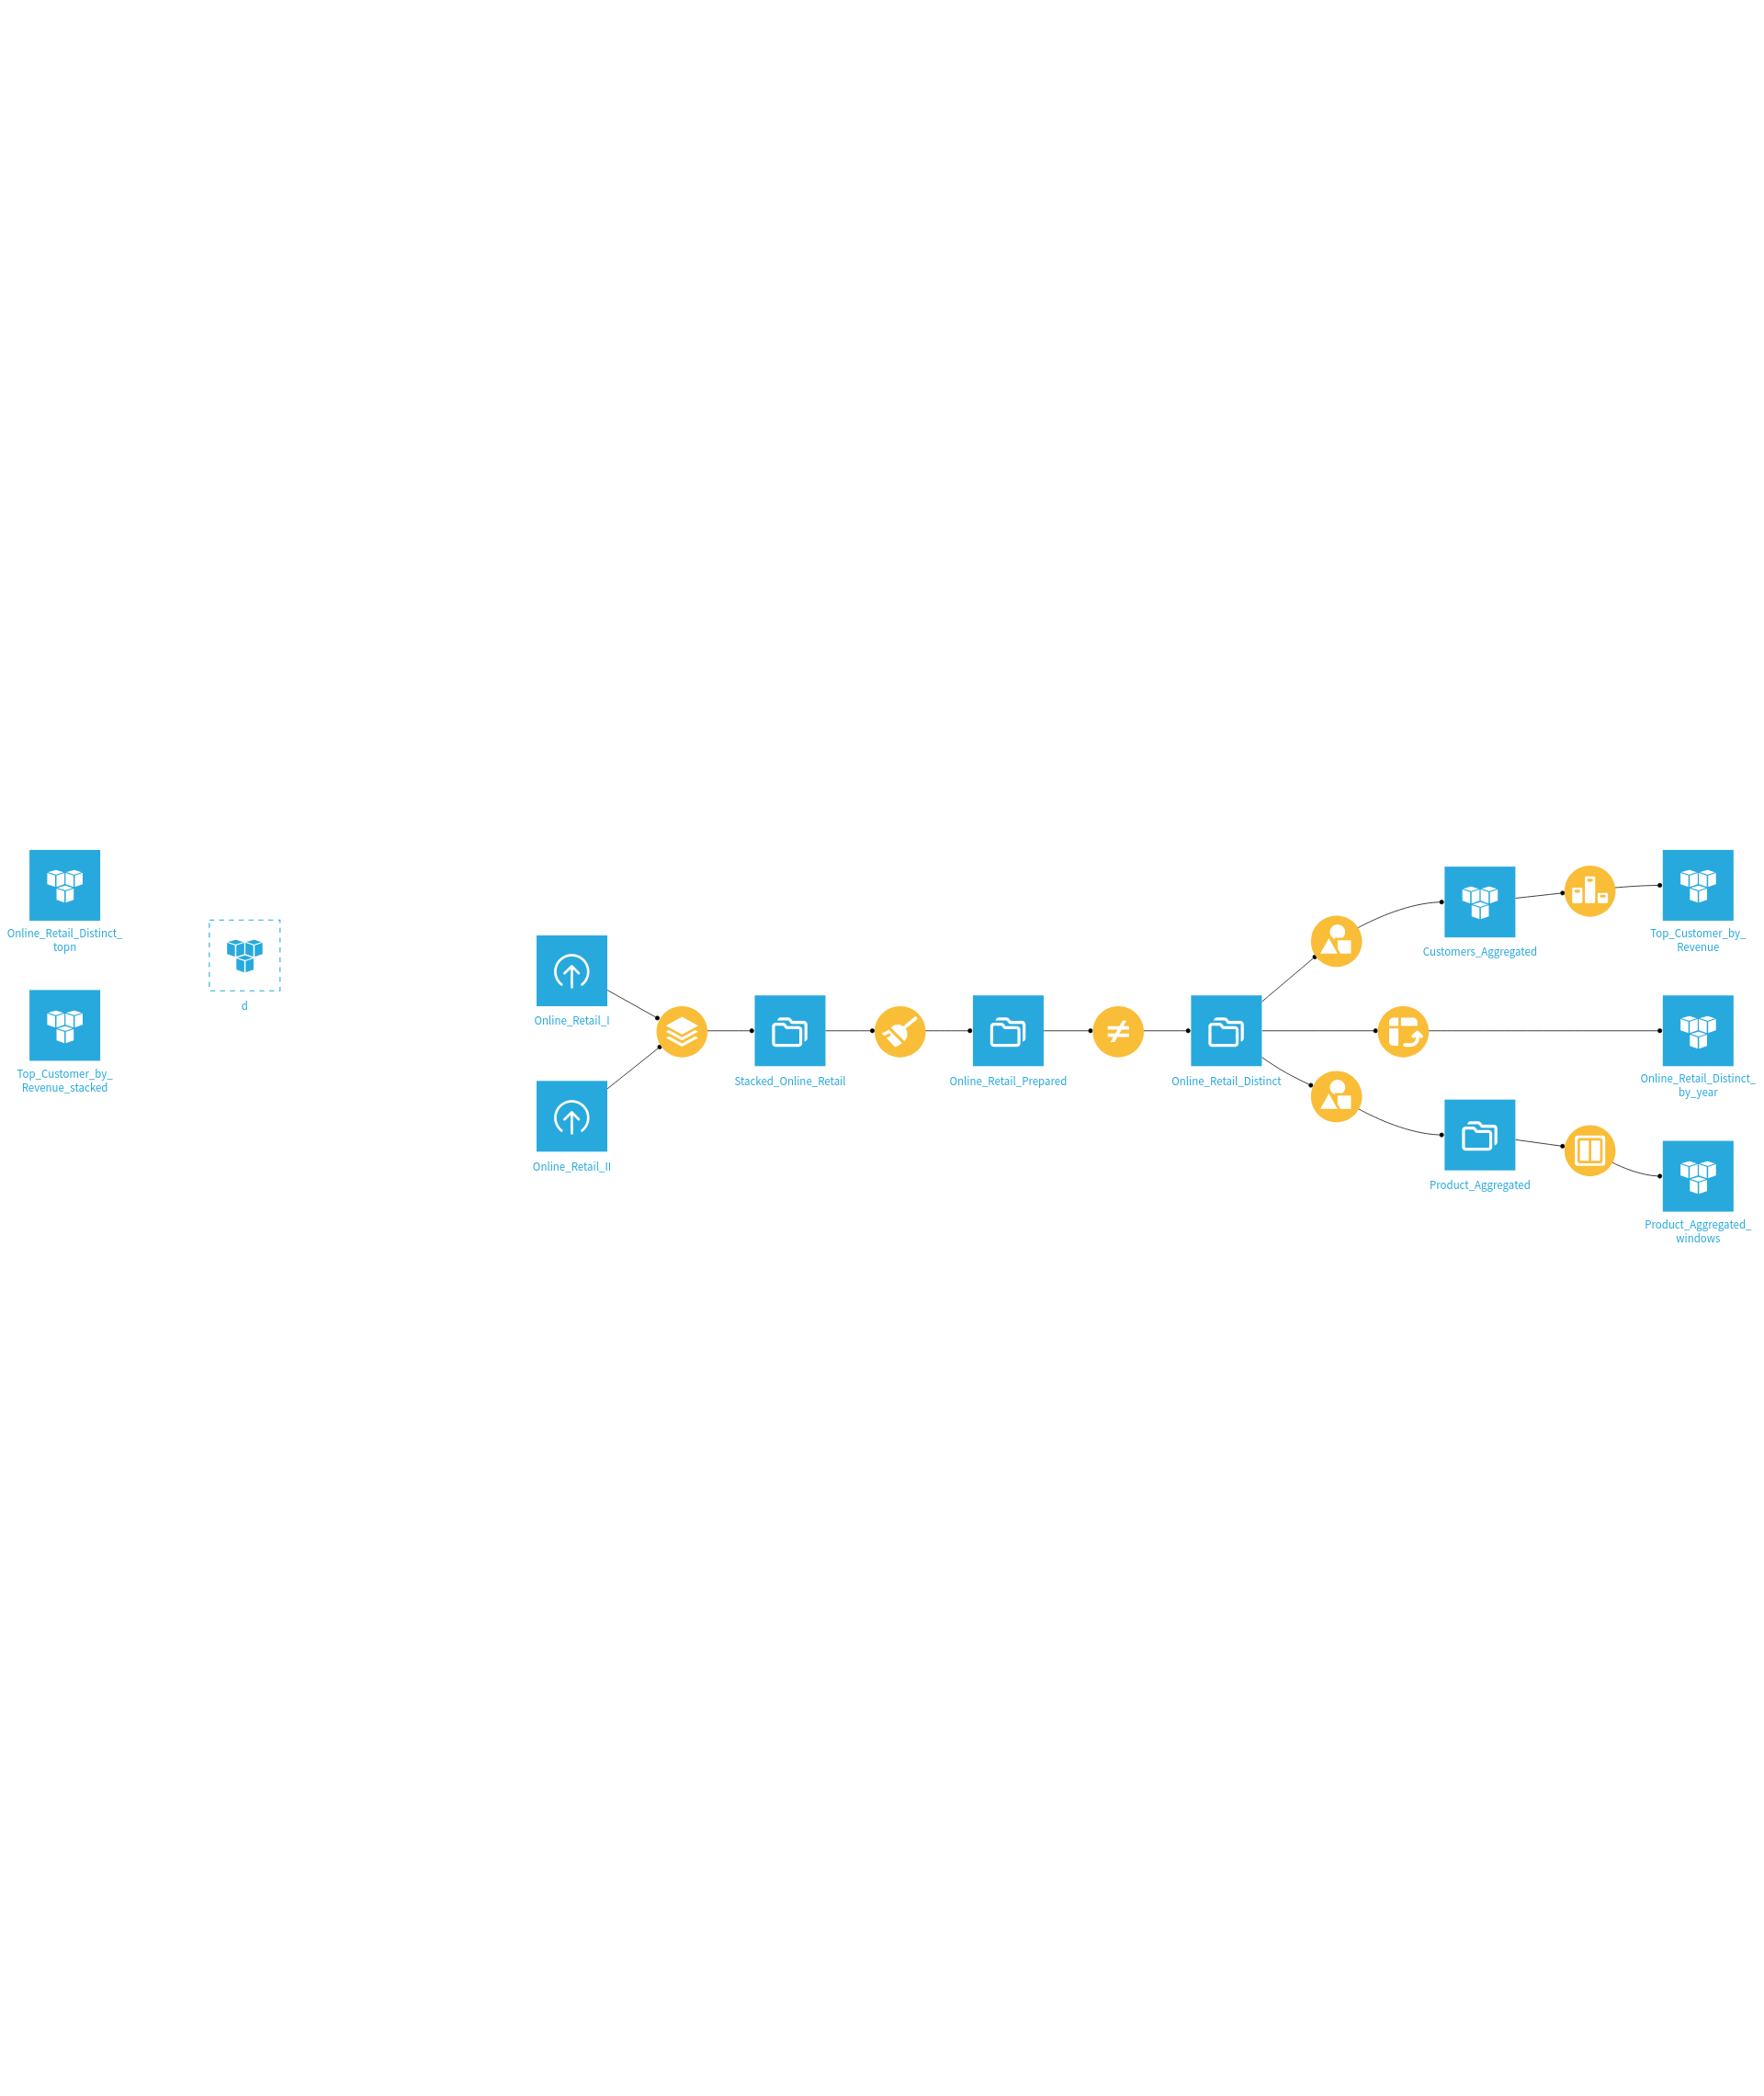 Online_Retail_Distinct_
topn
Top_Customer_by_
Revenue_stacked
d
Online_Retail_I
Online_Retail_II
Stacked_Online_Retail
Online_Retail_Prepared
Online_Retail_Distinct
Customers_Aggregated
Product_Aggregated
Top_Customer_by_
Revenue
Online_Retail_Distinct_
by_year
Product_Aggregated_
windows